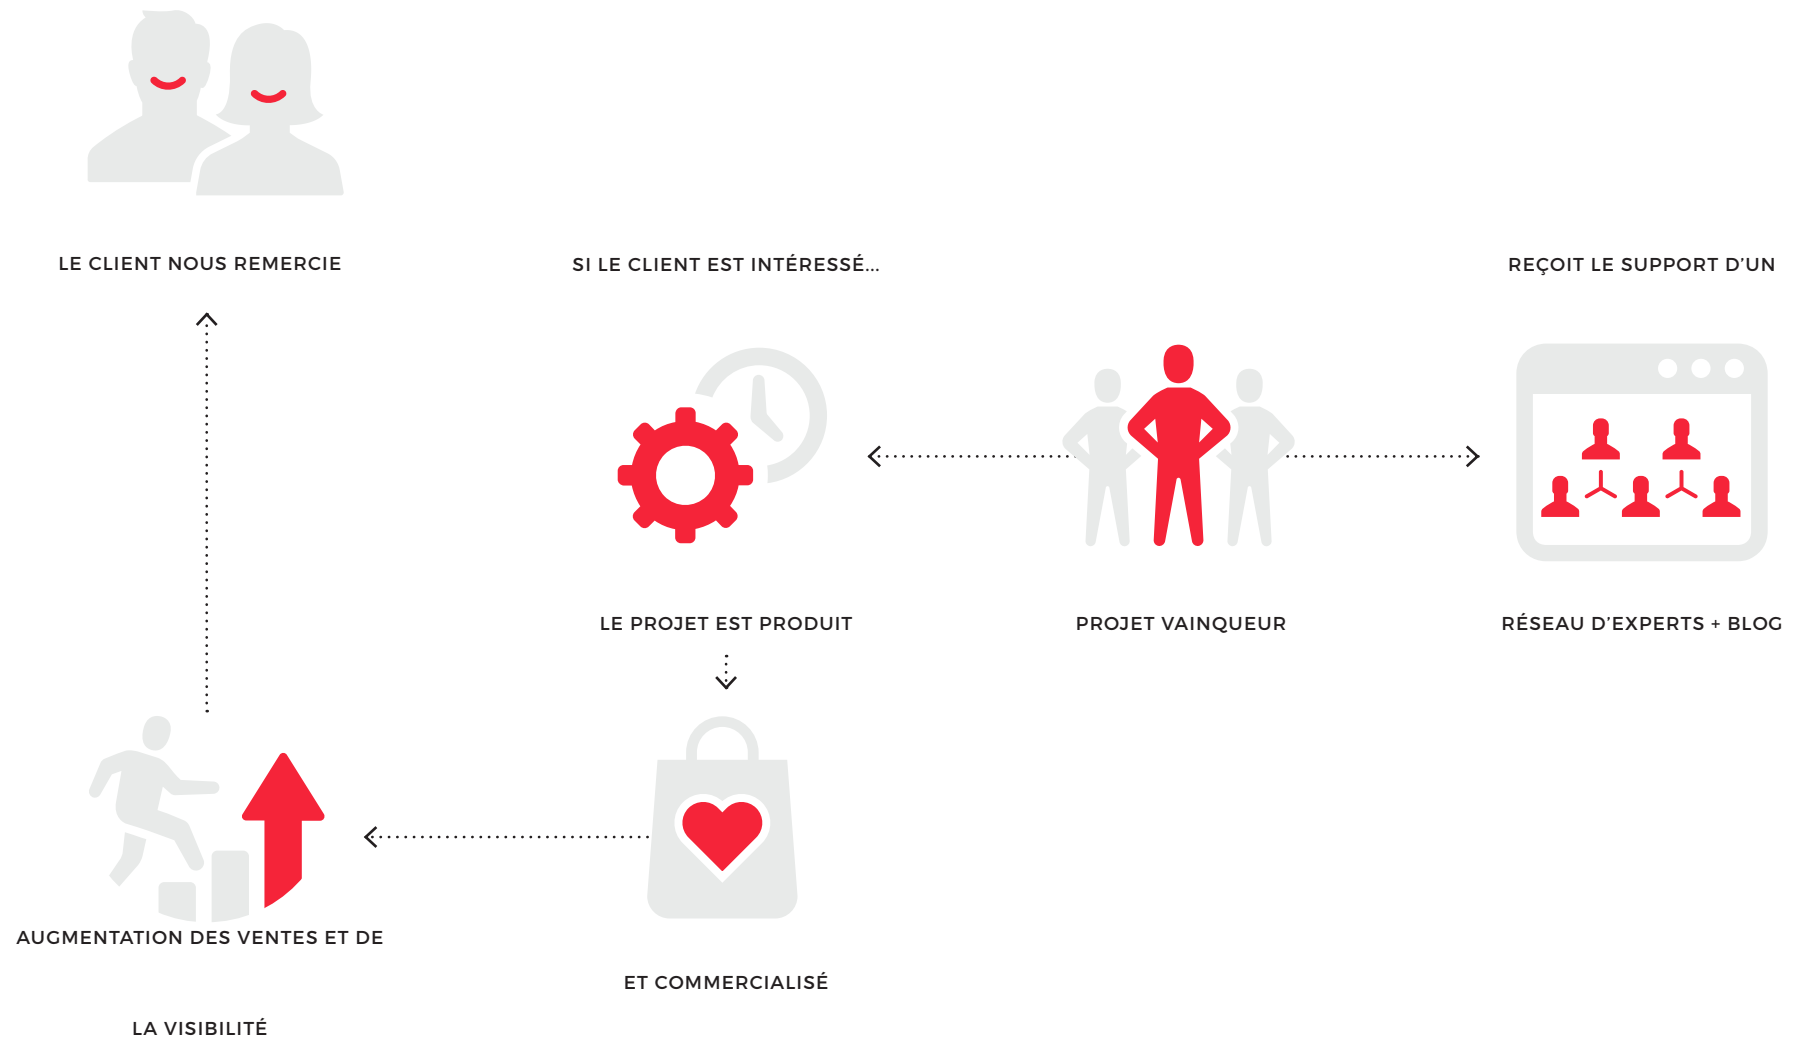 LE CLIENT NOUS REMERCIE
SI LE CLIENT EST INTÉRESSÉ...
REÇOIT LE SUPPORT D’UN
LE PROJET EST PRODUIT
PROJET VAINQUEUR
RÉSEAU D’EXPERTS + BLOG
AUGMENTATION DES VENTES ET DE
LA VISIBILITÉ
ET COMMERCIALISÉ